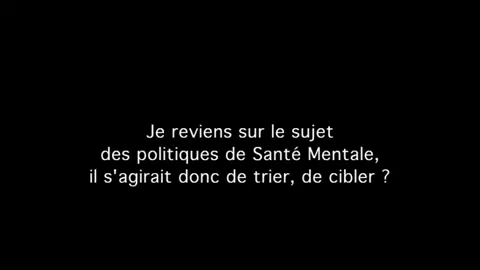 Je reviens sur le sujet
des politiques de Santé Mentale,
il s'agirait donc de trier, de cibler ?